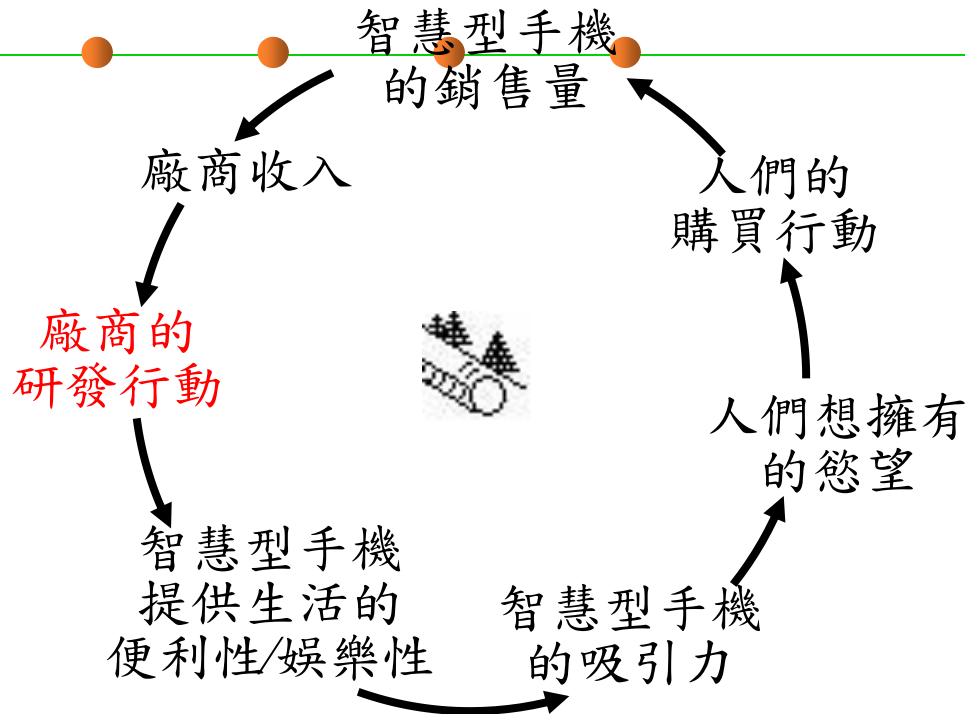 智慧型手機
的銷售量
廠商收入
廠商的
研發行動
智慧型手機
提供生活的
便利性/娛樂性
智慧型手機
的吸引力
人們想擁有
的慾望
人們的
購買行動